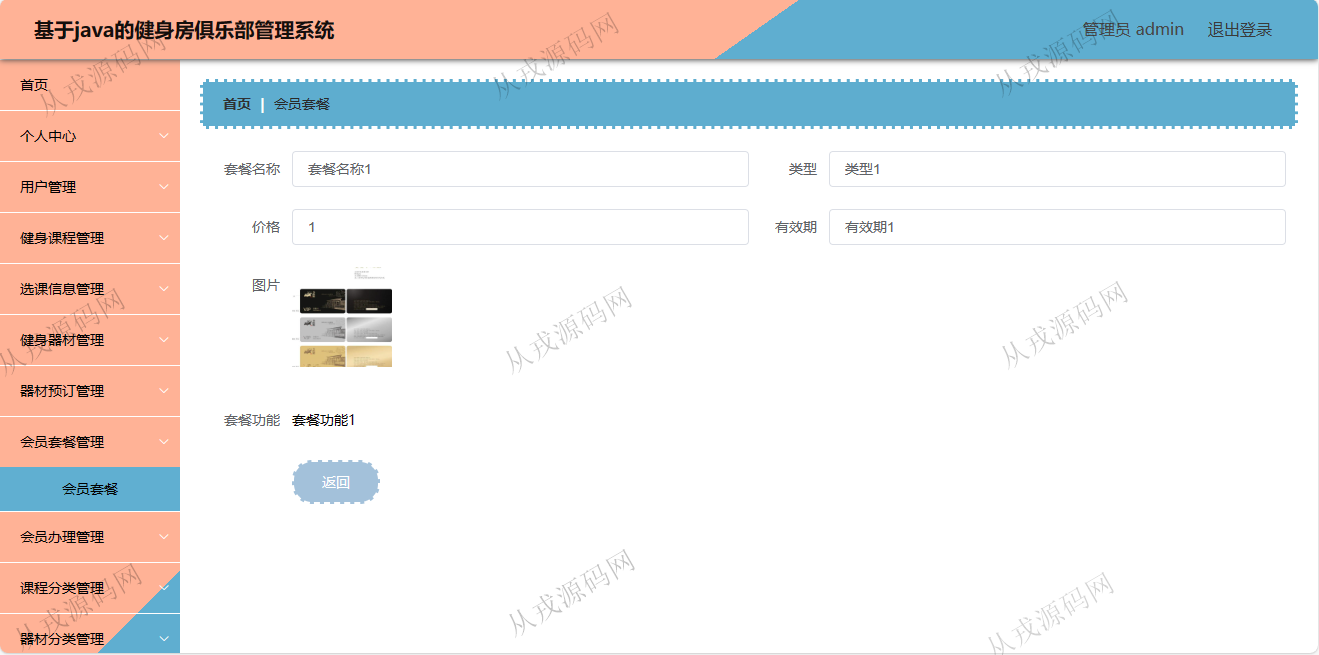 基于java的健身房俱乐部管理系统
管理员 admin 退出登录
首页
个人中心
用户管理
健身课程管理
选课信息管理
健身器材管理
器材预订管理
会员套餐管理
会员套餐
会员办理管理
课程分类管理
器材分类管理
首页 | 会员套餐
套餐名称 套餐名称1 类型 类型1
价格 1 有效期 有效期1
图片
套餐功能 套餐功能1
返回
从戎源码网
从戎源码网
从戎源码网
从戎源码网
从戎源码网
从戎源码网
从戎源码网
从戎源码网
从戎源码网